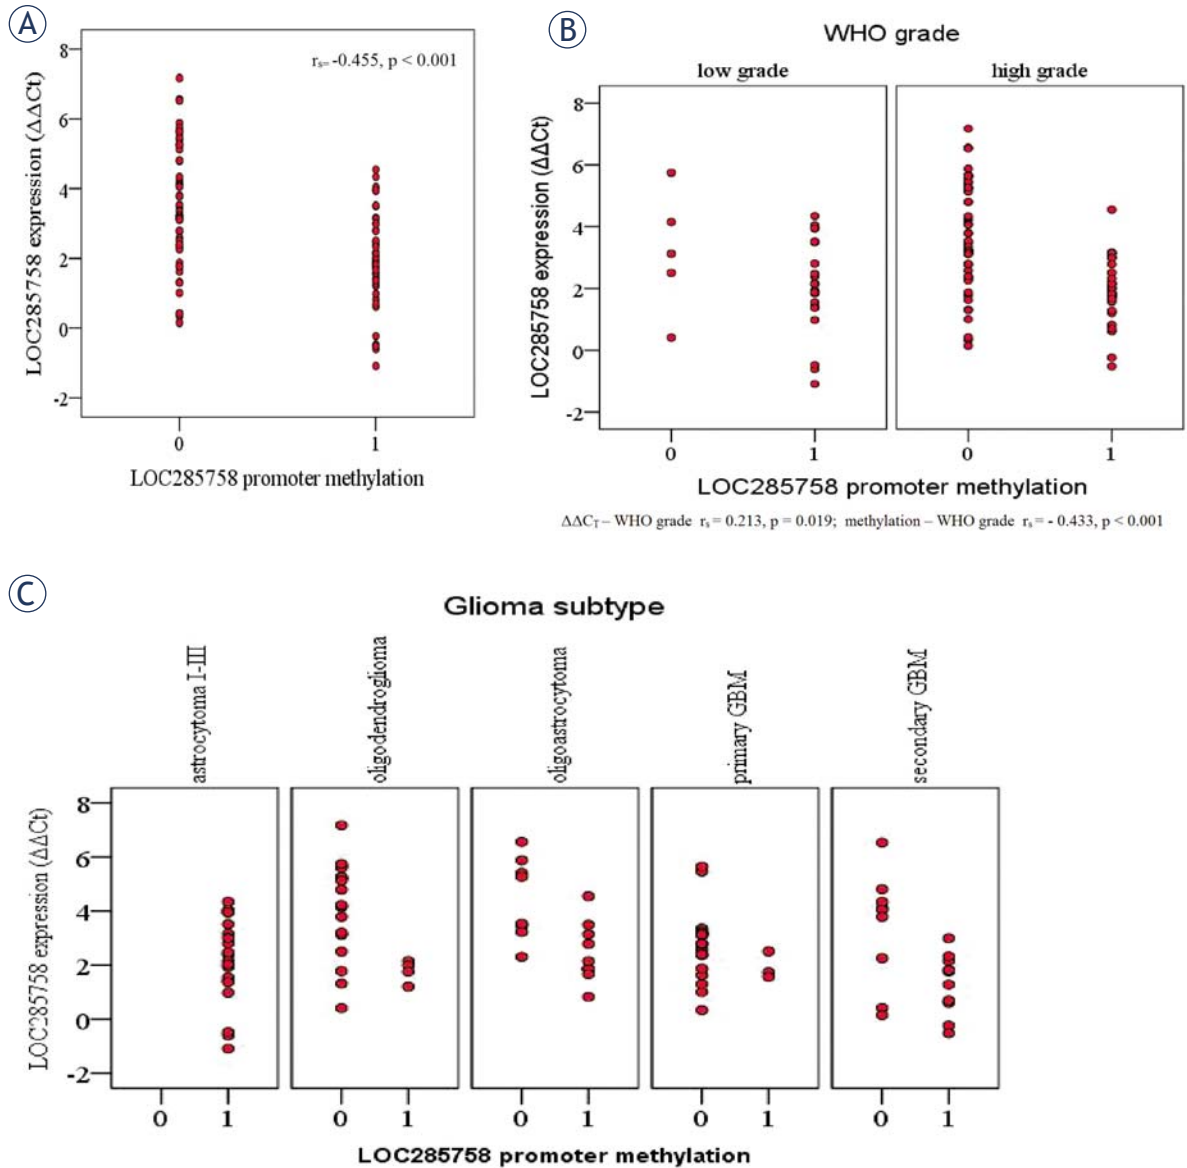 A
LOC285758 expression (ΔΔCt)
8
6
4
2
0
-2
rs= -0.455, p < 0.001
0 1
LOC285758 promoter methylation
B
WHO grade
low grade high grade
LOC285758 expression (ΔΔCt)
8
6
4
2
0
-2
0 1 0 1
LOC285758 promoter methylation
ΔΔCT – WHO grade rs = 0.213, p = 0.019; methylation – WHO grade rs = - 0.433, p < 0.001
C
Glioma subtype
astrocytoma I-III
oligodendroglioma
oligoastrocytoma
primary GBM
secondary GBM
LOC285758 expression (ΔΔCt)
8
6
4
2
0
-2
0 1 0 1 0 1 0 1 0 1
LOC285758 promoter methylation